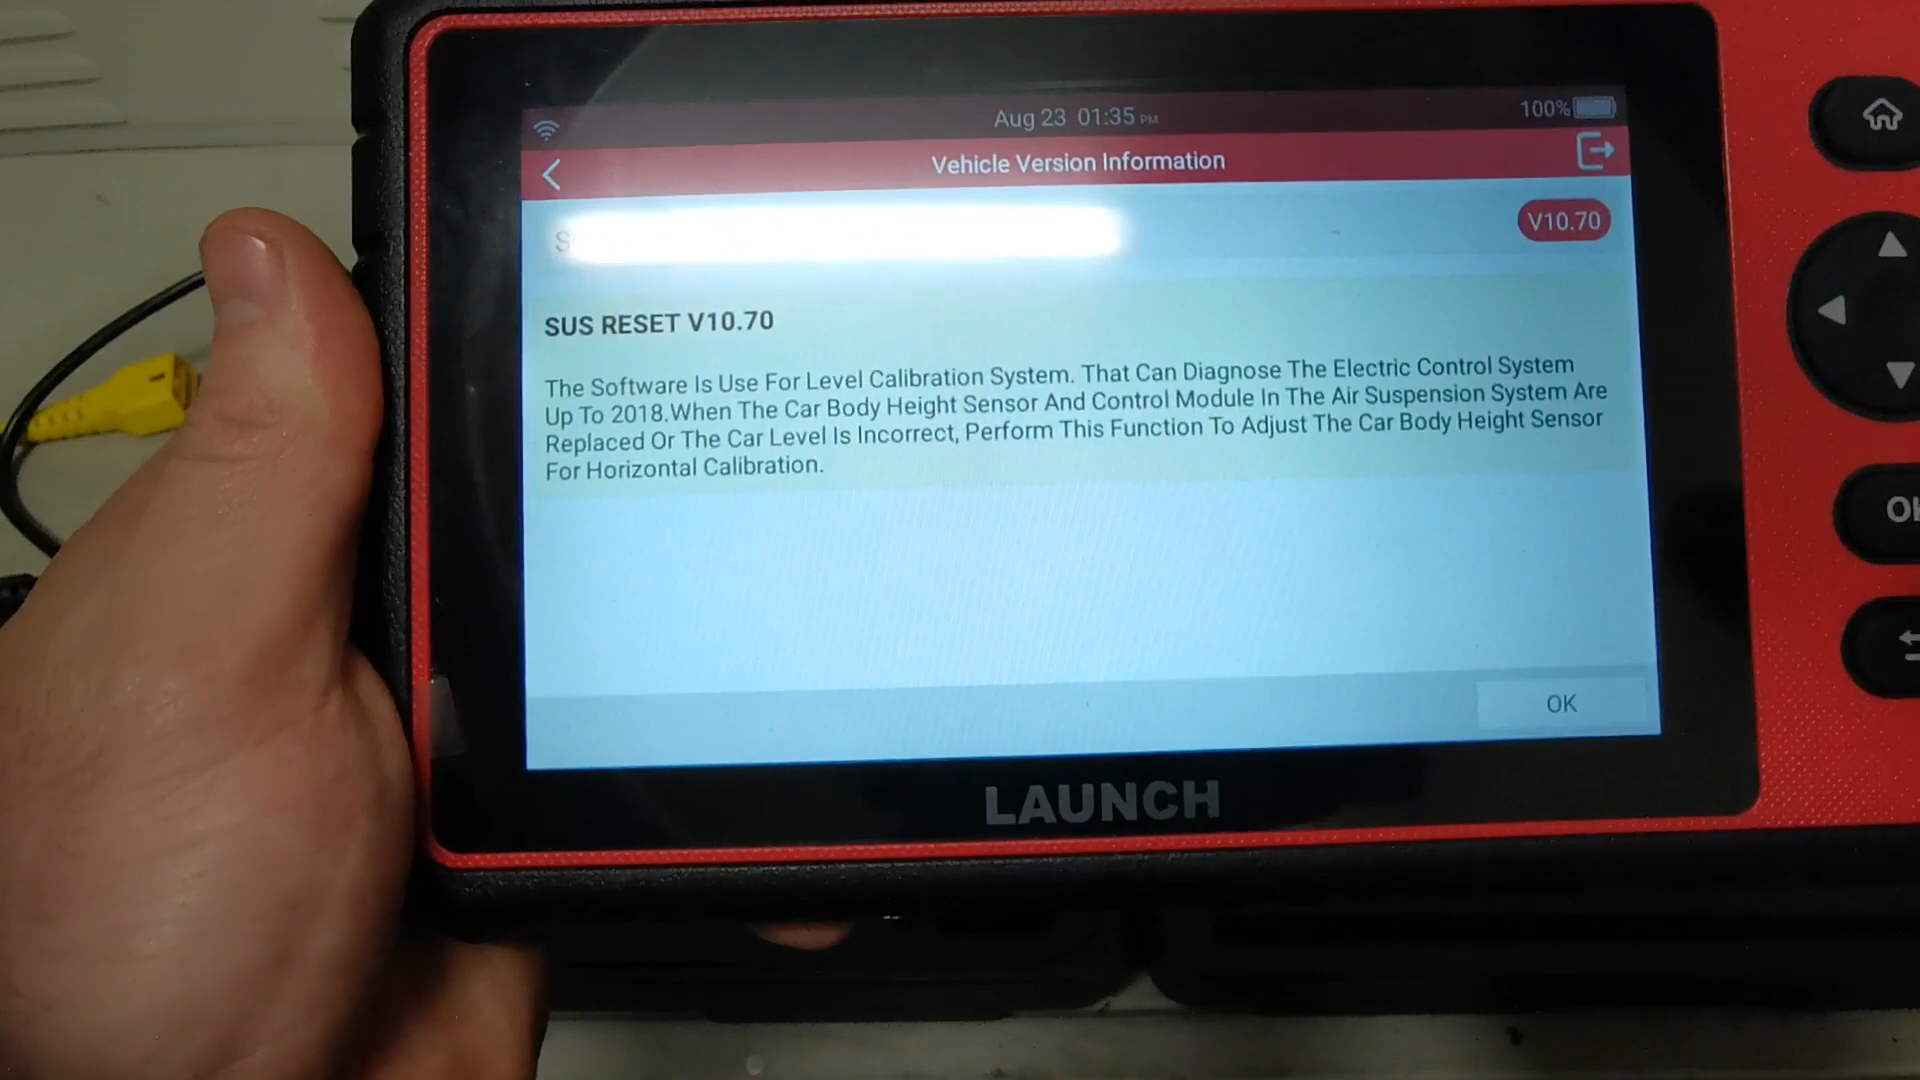 Aug 23 01:35 PM 100%
Vehicle Version Information
V10.70
SUS RESET V10.70
The Software Is Use For Level Calibration System. That Can Diagnose The Electric Control System
Up To 2018.When The Car Body Height Sensor And Control Module In The Air Suspension System Are
Replaced Or The Car Level Is Incorrect, Perform This Function To Adjust The Car Body Height Sensor
For Horizontal Calibration.
OK
LAUNCH